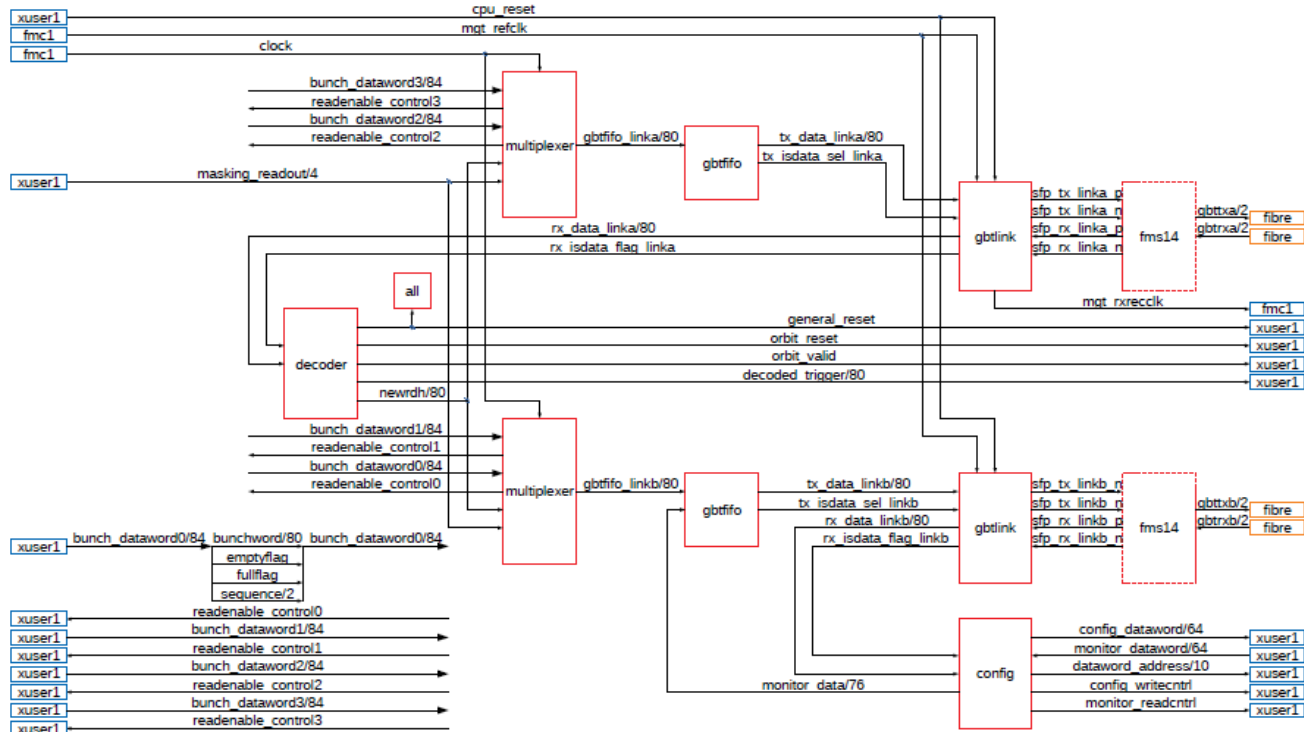 xuser1 cpu_reset
fmc1 mgt_refclk
fmc1 clock
bunch_dataword3/84
readenable_control3
bunch_dataword2/84
readenable_control2
multiplexer
gbtfifo_linka/80
gbtfifo
tx_data_linka/80
tx_isdata_sel_linka
xuser1 masking_readout/4
rx_data_linka/80
rx_isdata_flag_linka
gbtlink
sfp_tx_linka_p
sfp_tx_linka_n
sfp_rx_linka_p
sfp_rx_linka_n
fms14
gbttxa/2 fibre
gbtrxa/2 fibre
mgt_rxrecclk fmc1
all
decoder
general_reset xuser1
orbit_reset xuser1
orbit_valid xuser1
decoded_trigger/80 xuser1
newrdh/80
bunch_dataword1/84
readenable_control1
bunch_dataword0/84
readenable_control0
multiplexer
gbtfifo_linkb/80
gbtfifo
tx_data_linkb/80
tx_isdata_sel_linkb
rx_data_linkb/80
rx_isdata_flag_linkb
gbtlink
sfp_tx_linkb_n
sfp_tx_linkb_n
sfp_rx_linkb_p
sfp_rx_linkb_n
fms14
gbttxb/2 fibre
gbtrxb/2 fibre
xuser1 bunch_dataword0/84 bunchword/80 bunch_dataword0/84
emptyflag
fullflag
sequence/2
xuser1 readenable_control0
xuser1 bunch_dataword1/84
xuser1 readenable_control1
xuser1 bunch_dataword2/84
xuser1 readenable_control2
xuser1 bunch_dataword3/84
xuser1 readenable_control3
monitor_data/76
config
config_dataword/64 xuser1
monitor_dataword/64 xuser1
dataword_address/10 xuser1
config_writecntrl xuser1
monitor_readcntrl xuser1